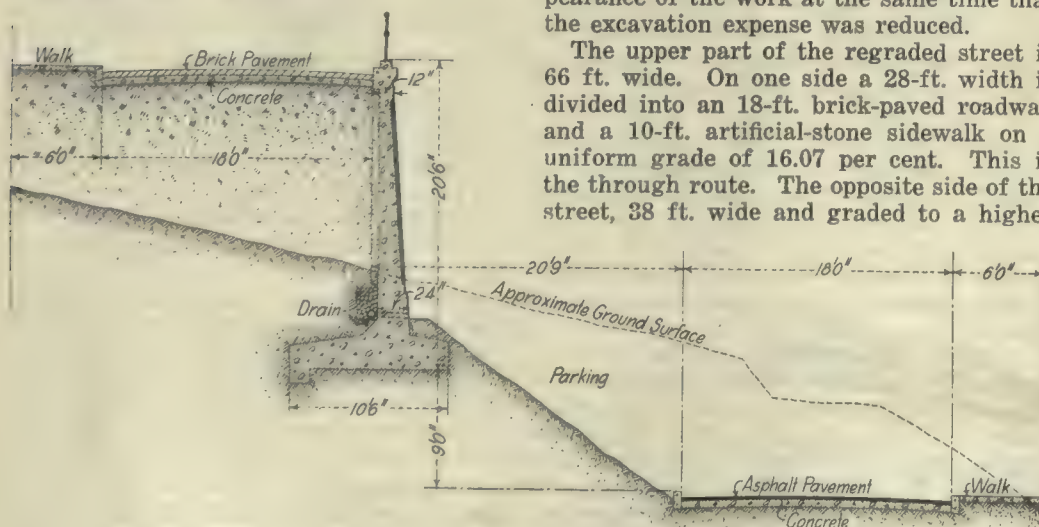 pearance of the work at the same time tha
the excavation expense was reduced.
The upper part of the regraded street i
66 ft. wide. On one side a 28-ft. width i
divided into an 18-ft. brick-paved roadwa
and a 10-ft. artificial-stone sidewalk on
uniform grade of 16.07 per cent. This i
the through route. The opposite side of th
street, 38 ft. wide and graded to a highe
Walk
Brick Pavement
12"
Concrete
6'0"
18'0"
20'6"
20'9"
18'0"
6'0"
24"
Approximate Ground Surface
Drain
Parking
10'6"
9'0"
Asphalt Pavement
Walk
Concrete